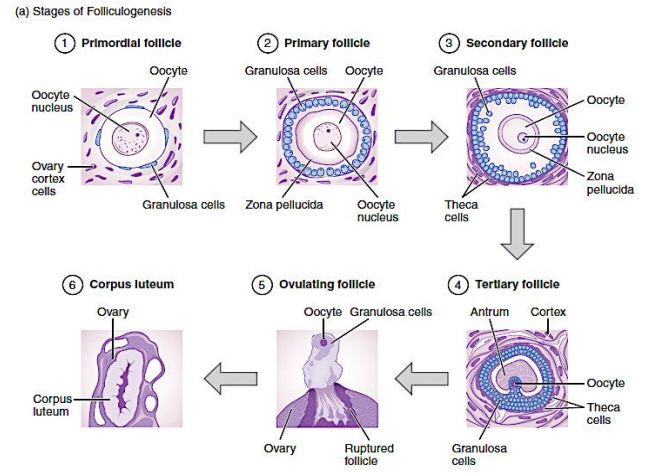 (a) Stages of Folliculogenesis
1 Primordial follicle
Oocyte
nucleus
Oocyte
Ovary
cortex
cells
Granulosa cells
2 Primary follicle
Granulosa cells
Oocyte
Zona pellucida
Oocyte
nucleus
3 Secondary follicle
Granulosa cells
Oocyte
Oocyte
nucleus
Zona
pellucida
Theca
cells
4 Tertiary follicle
Antrum
Cortex
Oocyte
Theca
cells
Granulosa
cells
5 Ovulating follicle
Oocyte
Granulosa cells
Ovary
Ruptured
follicle
6 Corpus luteum
Ovary
Corpus
luteum